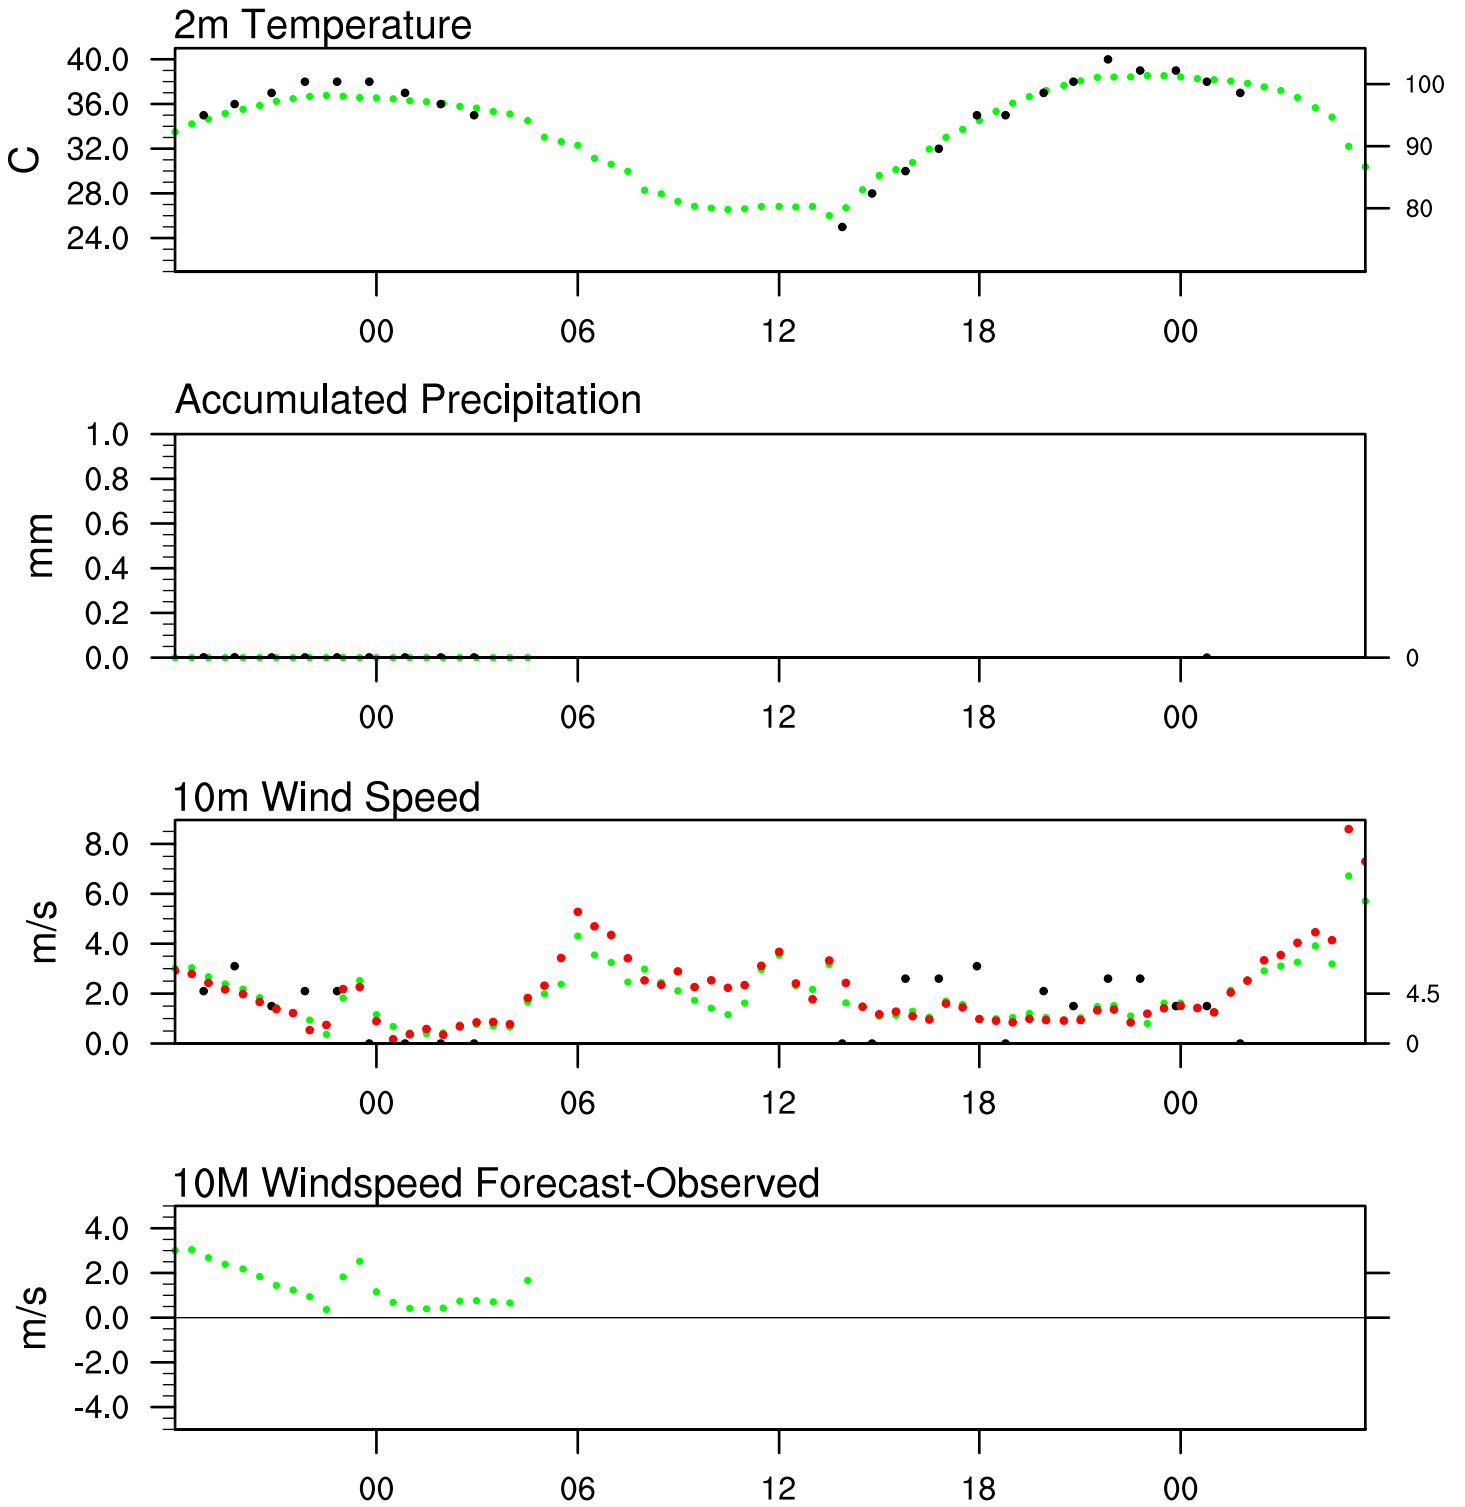 2m Temperature
40.0
36.0
32.0
28.0
24.0
C
100
90
80
00 06 12 18 00
Accumulated Precipitation
1.0
0.8
0.6
0.4
0.2
0.0
mm
0
00 06 12 18 00
10m Wind Speed
8.0
6.0
4.0
2.0
0.0
m/s
4.5
0
00 06 12 18 00
10M Windspeed Forecast-Observed
4.0
2.0
0.0
-2.0
-4.0
m/s
00 06 12 18 00